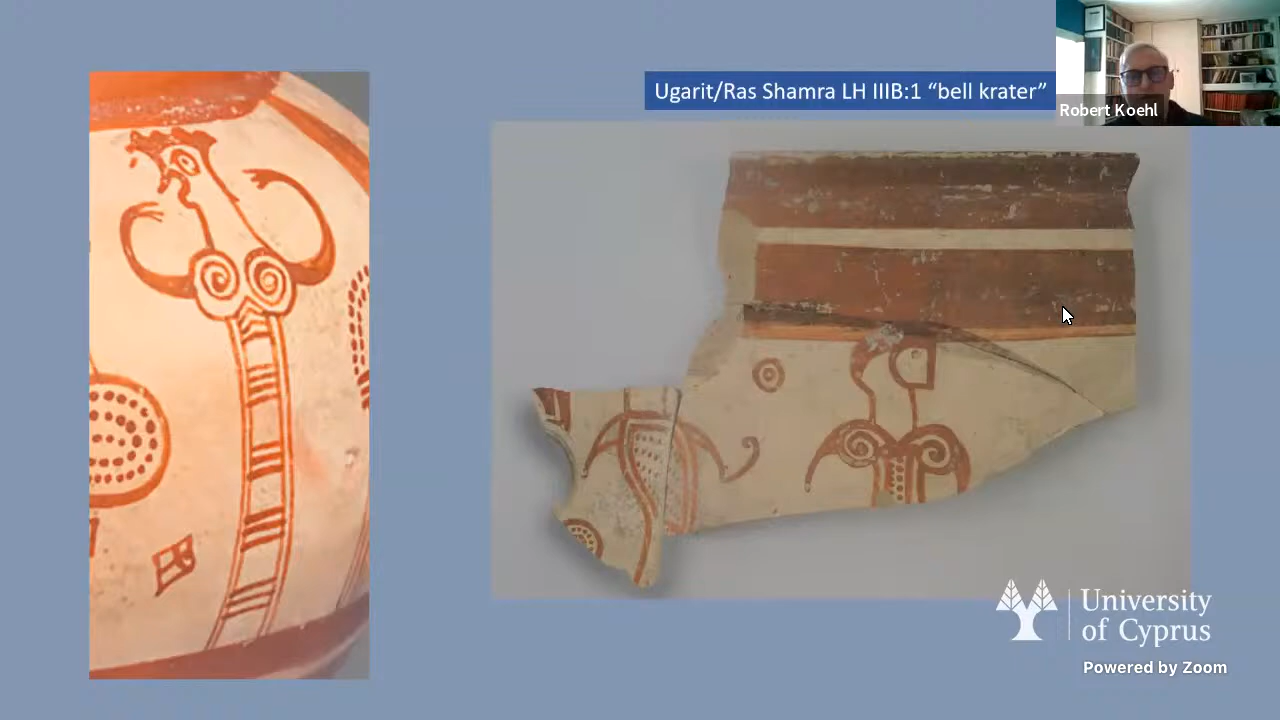 Ugarit/Ras Shamra LH IIIB:1 “bell krater”
Robert Koehl
University
of Cyprus
Powered by Zoom